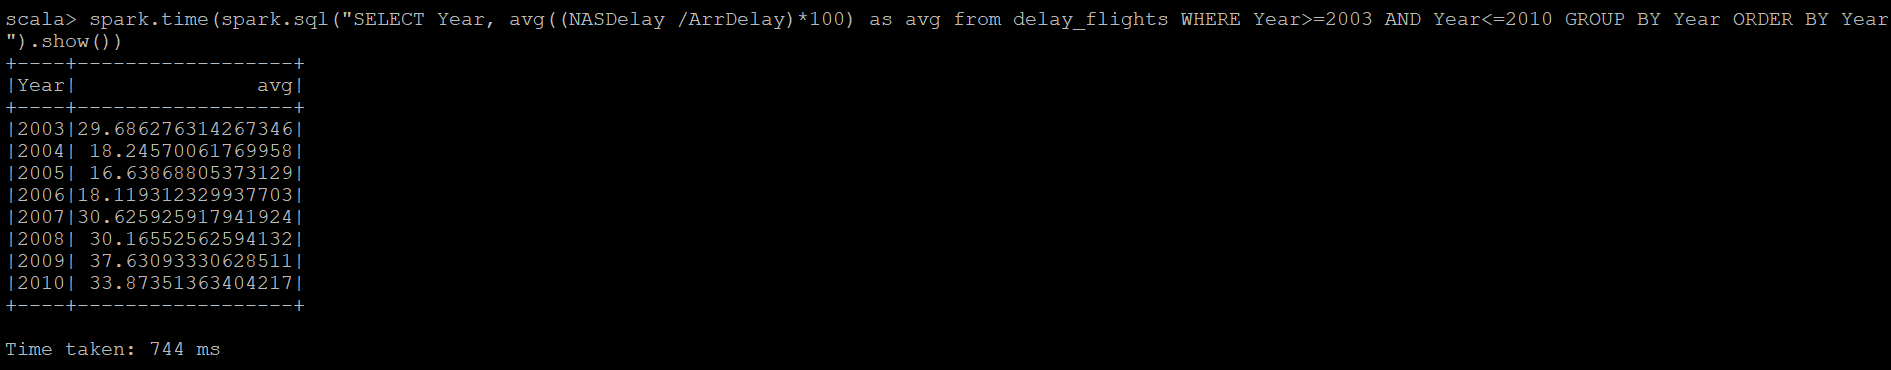 scala> spark.time(spark.sql("SELECT Year, avg((NASDelay /ArrDelay)*100) as avg from delay_flights WHERE Year>=2003 AND Year<=2010 GROUP BY Year ORDER BY Year
").show())
+----+------------------+
|Year|               avg|
+----+------------------+
|2003|29.686276314267346|
|2004| 18.24570061769958|
|2005| 16.63868805373129|
|2006|18.119312329937703|
|2007|30.625925917941924|
|2008| 30.16552562594132|
|2009| 37.63093330628511|
|2010| 33.87351363404217|
+----+------------------+
Time taken: 744 ms